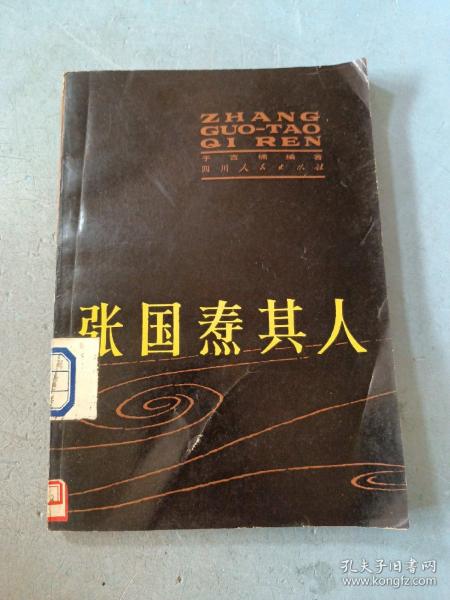 ZHANG
GUO-TAO
QI REN
于吉楠编著
四川人民出版社
张国焘其人
孔夫子旧书网
www.kongfz.com